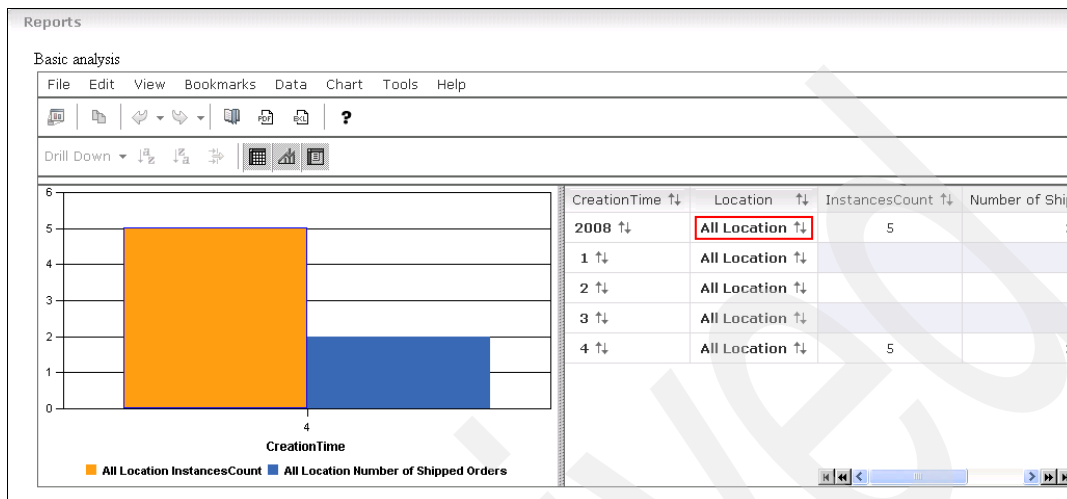 Reports
Basic analysis
File Edit View Bookmarks Data Chart Tools Help
PDF EXL ?
Drill Down a z z a
CreationTime Location InstancesCount Number of
2008 All Location 5
1 All Location
2 All Location
3 All Location
4 All Location 5
6
5
4
3
2
1
0
4
CreationTime
All Location InstancesCount All Location Number of Shipped Orders